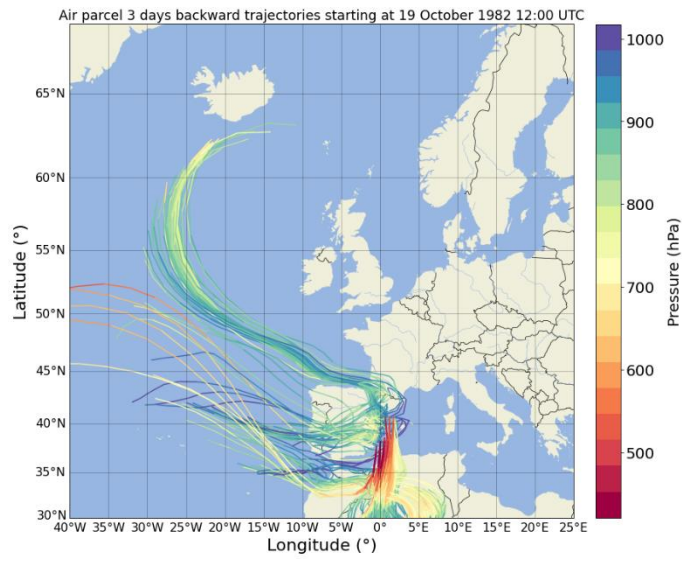 Air parcel 3 days backward trajectories starting at 19 October 1982 12:00 UTC
1000
900
800
700
600
500
Pressure (hPa)
65°N
60°N
55°N
50°N
45°N
40°N
35°N
30°N
Latitude (°)
40°W 35°W 30°W 25°W 20°W 15°W 10°W 5°W 0° 5°E 10°E 15°E 20°E 25°E
Longitude (°)